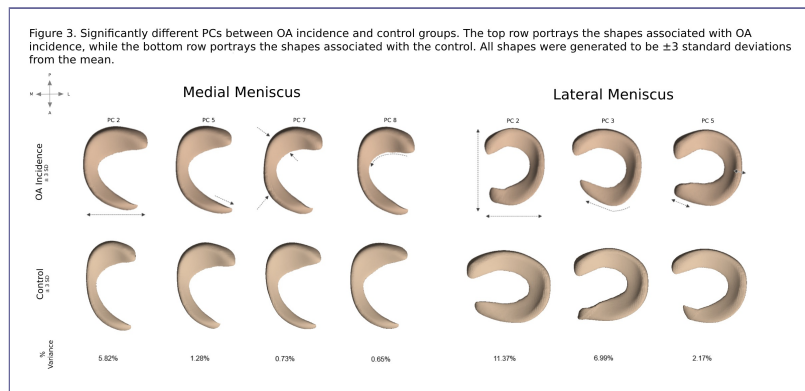 Figure 3. Significantly different PCs between OA incidence and control groups. The top row portrays the shapes associated with OA
incidence, while the bottom row portrays the shapes associated with the control. All shapes were generated to be ±3 standard deviations
from the mean.
P
M L
A
Medial Meniscus
Lateral Meniscus
PC 2 PC 5 PC 7 PC 8 PC 2 PC 3 PC 5
OA Incidence
± 3 SD
Control
± 3 SD
%
Variance
5.82% 1.28% 0.73% 0.65% 11.37% 6.99% 2.17%